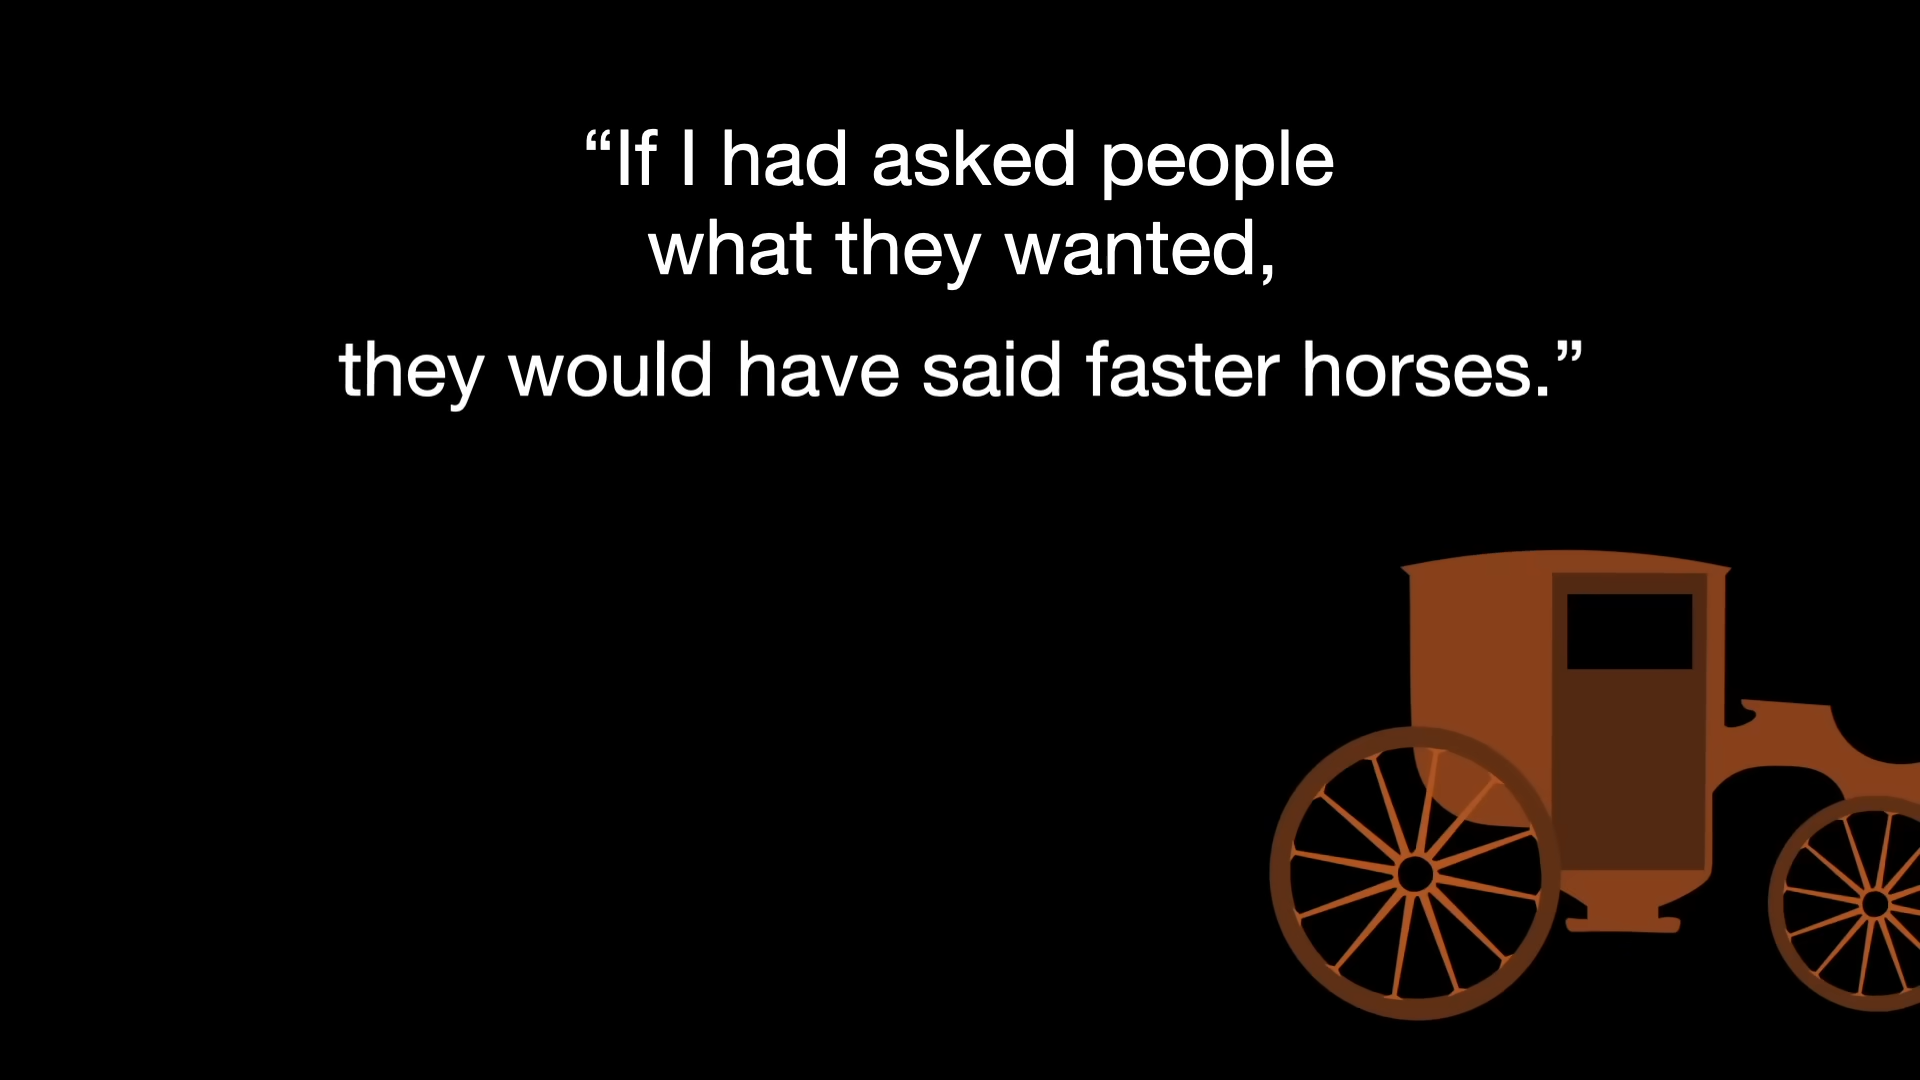 “If I had asked people
what they wanted,
they would have said faster horses.”